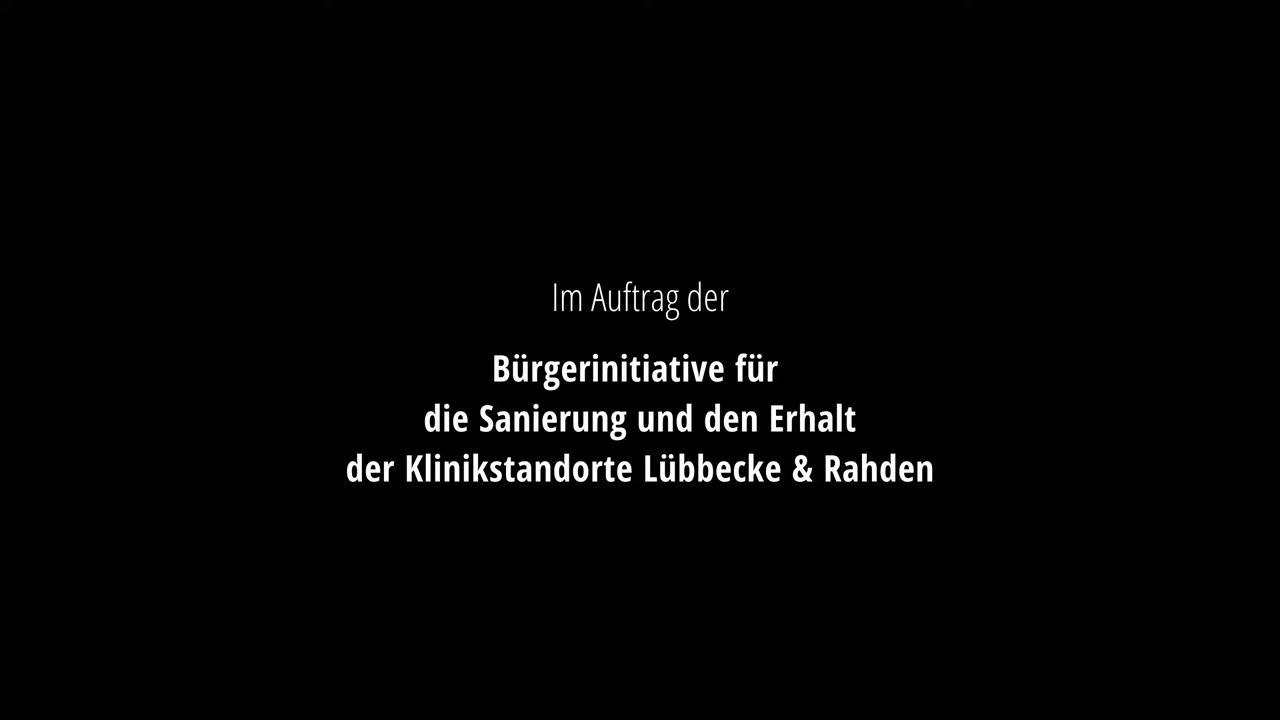 Im Auftrag der
Bürgerinitiative für
die Sanierung und den Erhalt
der Klinikstandorte Lübbecke & Rahden